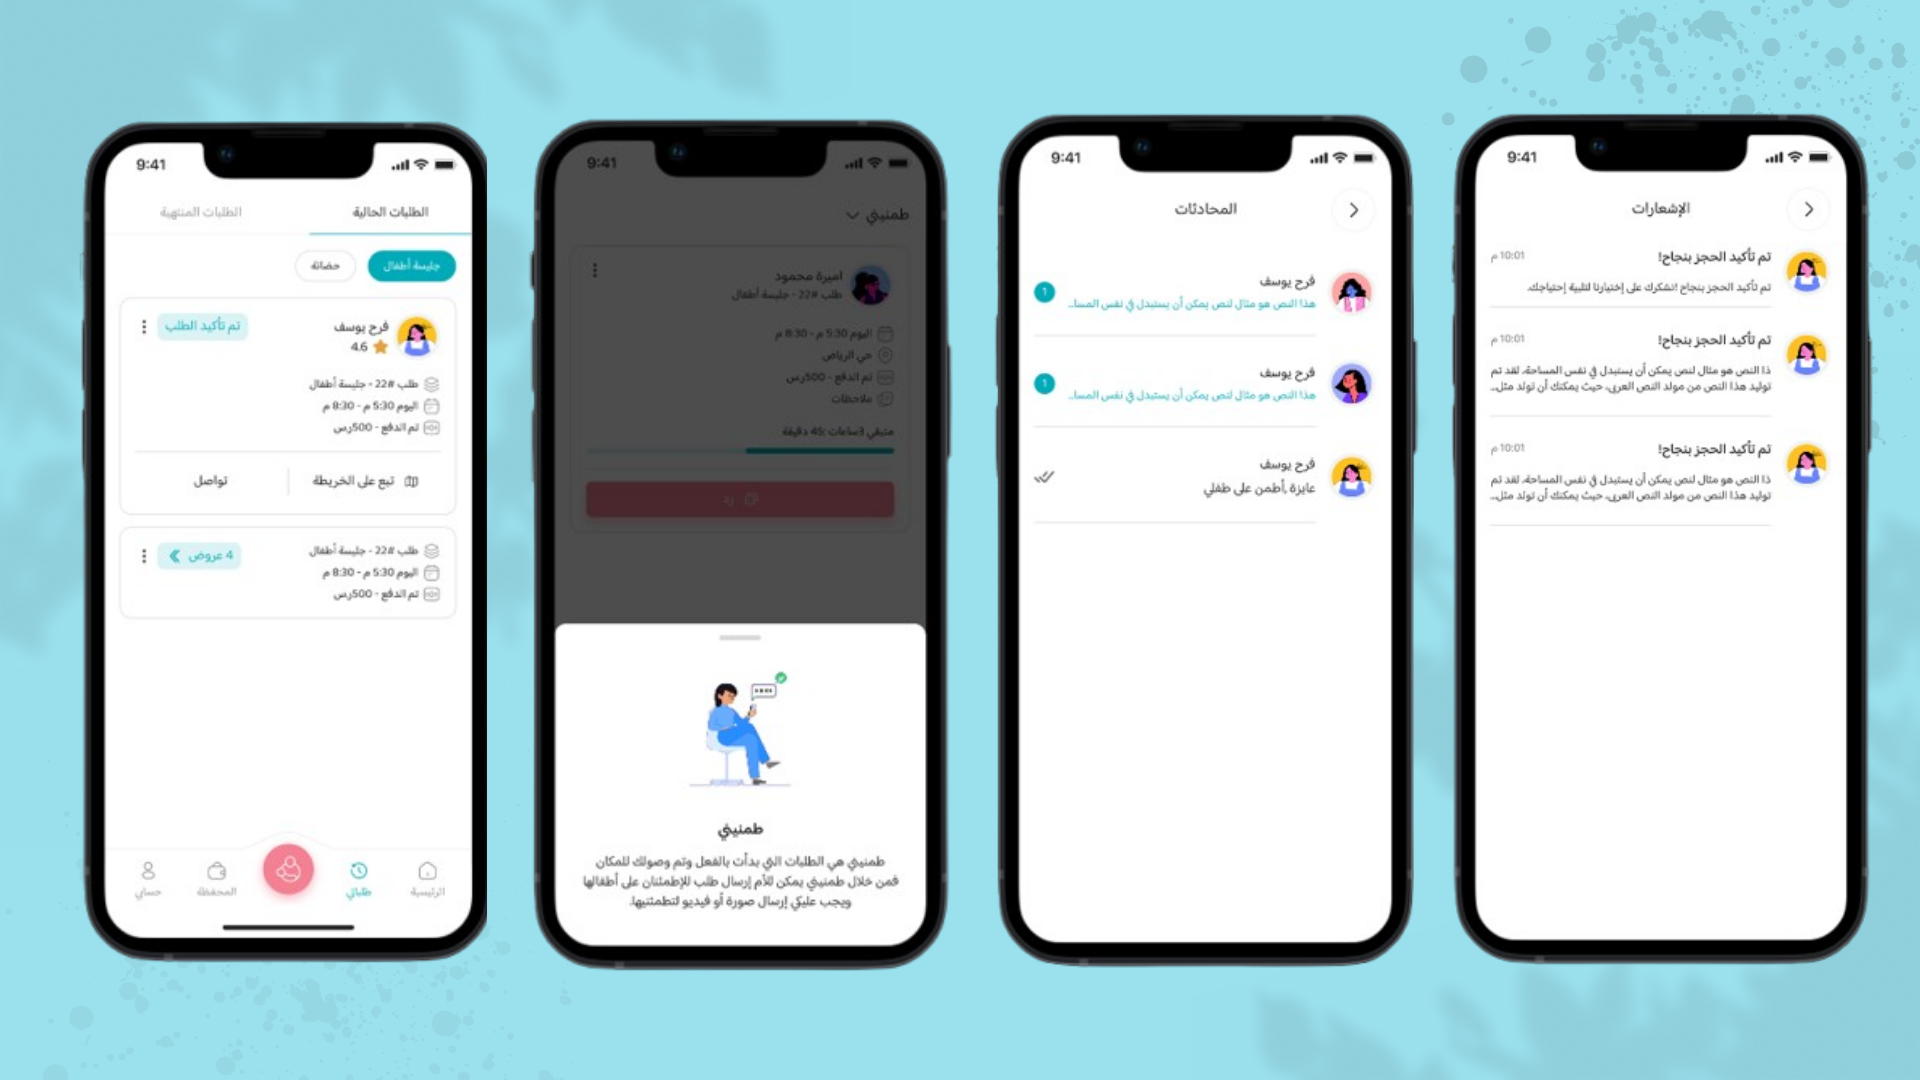 9:41
الطلبات الحالية
الطلبات المنتهية
جليسة أطفال
حضانة
فرح يوسف
4.6
تم تأكيد الطلب
طلب #22 - جليسة أطفال
اليوم 5:30 م - 8:30 م
تم الدفع - 500ر.س
تبع على الخريطة
تواصل
طلب #22 - جليسة أطفال
4 عروض
اليوم 5:30 م - 8:30 م
تم الدفع - 500ر.س
الرئيسية
طلباتي
المحفظة
حسابي
9:41
طمنيني
اميرة محمود
طلب #22 - جليسة أطفال
اليوم 5:30 م - 8:30 م
حي الرياض
تم الدفع - 500ر.س
ملاحظات
متبقي 3ساعات :45 دقيقة
رد
طمنيني
طمنيني هي الطلبات التي بدأت بالفعل وتم وصولك للمكان
فمن خلال طمنيني يمكن للأم إرسال طلب للإطمئنان على أطفالها
ويجب عليكي إرسال صورة أو فيديو لتطمئنيها.
9:41
المحادثات
فرح يوسف
هذا النص هو مثال لنص يمكن أن يستبدل في نفس المسا..
1
فرح يوسف
هذا النص هو مثال لنص يمكن أن يستبدل في نفس المسا..
1
فرح يوسف
عايزة أطمن على طفلي
9:41
الإشعارات
تم تأكيد الحجز بنجاح!
10:01 م
تم تأكيد الحجز بنجاح !نشكرك على إختيارنا لتلبية إحتياجك.
تم تأكيد الحجز بنجاح!
10:01 م
ذا النص هو مثال لنص يمكن أن يستبدل في نفس المساحة، لقد تم
توليد هذا النص من مولد النص العربى، حيث يمكنك أن تولد مثل...
تم تأكيد الحجز بنجاح!
10:01 م
ذا النص هو مثال لنص يمكن أن يستبدل في نفس المساحة، لقد تم
توليد هذا النص من مولد النص العربى، حيث يمكنك أن تولد مثل...